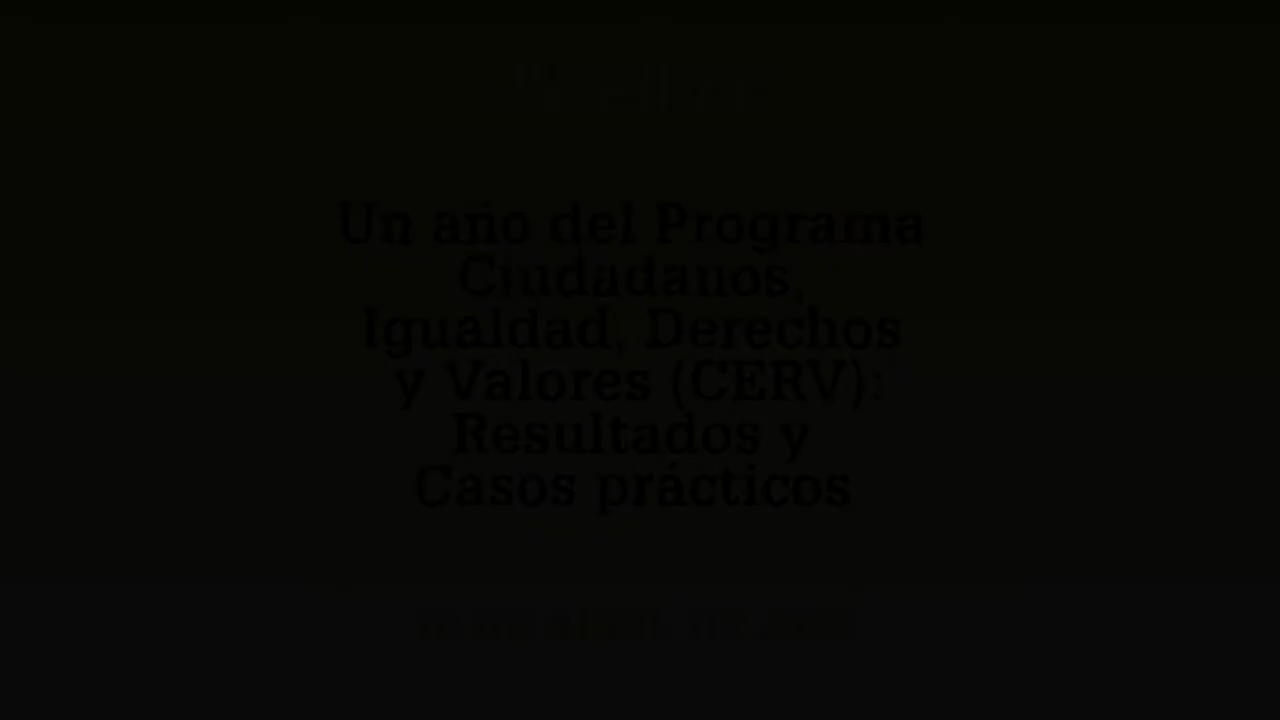 Un año del Programa
Ciudadanos,
Igualdad, Derechos
y Valores (CERV):
Resultados y
Casos prácticos